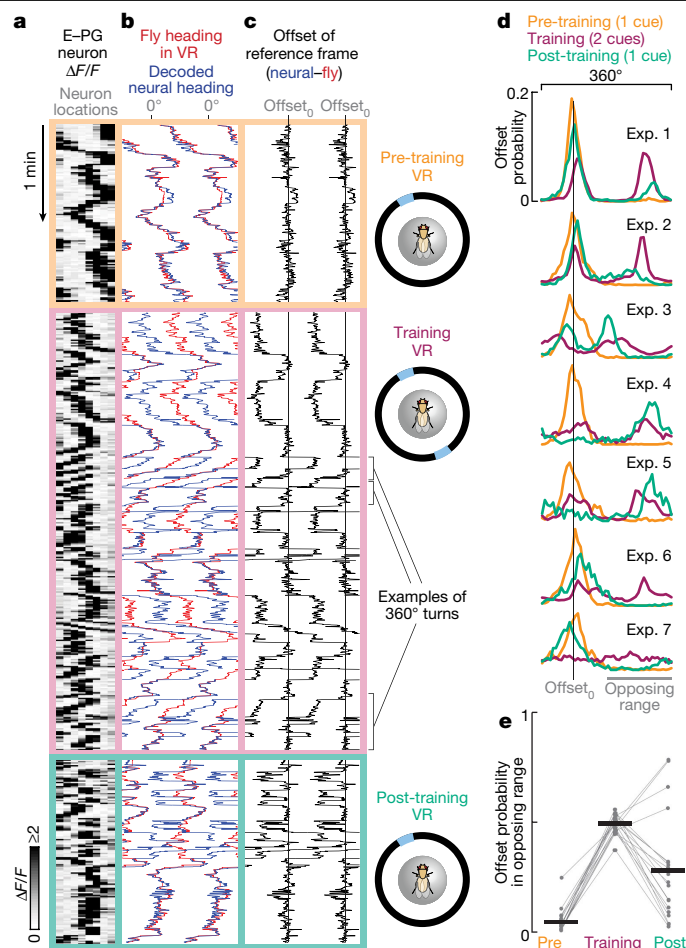 a
E–PG
neuron
ΔF/F
Neuron
locations
1 min
ΔF/F
0
≥2
b
Fly heading
in VR
Decoded
neural heading
0°
0°
c
Offset of
reference frame
(neural–fly)
Offset0
Offset0
Pre-training
VR
Training
VR
Examples of
360° turns
Post-training
VR
d
Pre-training (1 cue)
Training (2 cues)
Post-training (1 cue)
360°
0.2
0
Offset
probability
Exp. 1
Exp. 2
Exp. 3
Exp. 4
Exp. 5
Exp. 6
Exp. 7
Offset0
Opposing
range
e
1
0
Offset probability
in opposing range
Pre
Training
Post